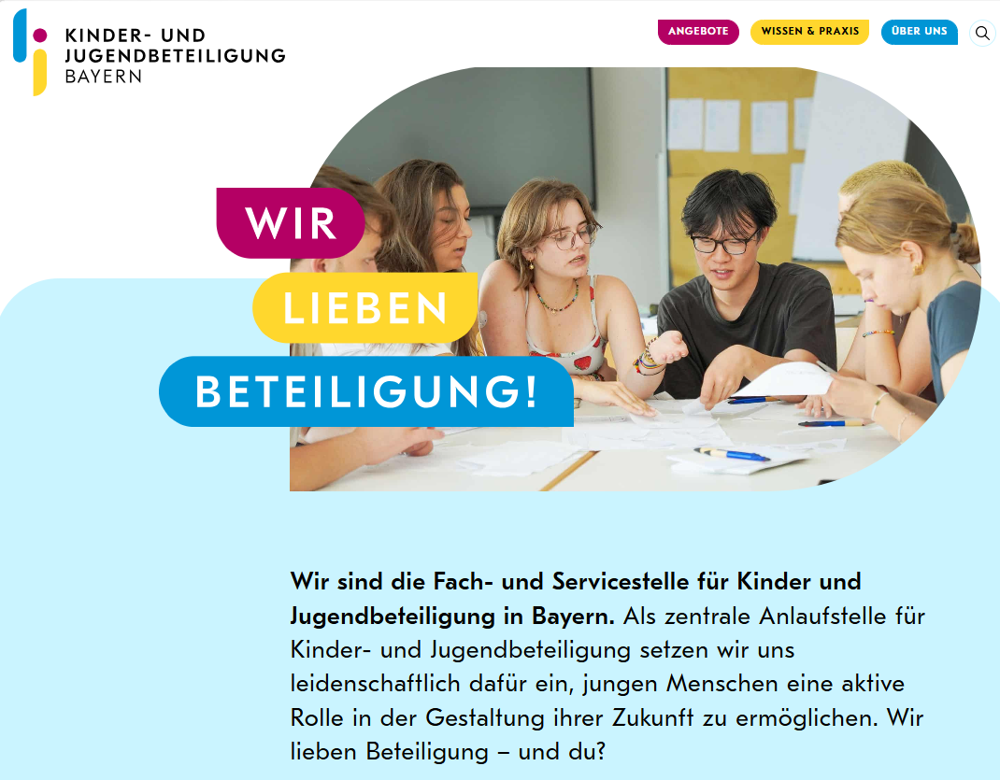 KINDER- UND
JUGENDBETEILIGUNG
BAYERN
ANGEBOTE
WISSEN & PRAXIS
ÜBER UNS
WIR
LIEBEN
BETEILIGUNG!
Wir sind die Fach- und Servicestelle für Kinder und
Jugendbeteiligung in Bayern. Als zentrale Anlaufstelle für
Kinder- und Jugendbeteiligung setzen wir uns
leidenschaftlich dafür ein, jungen Menschen eine aktive
Rolle in der Gestaltung ihrer Zukunft zu ermöglichen. Wir
lieben Beteiligung – und du?